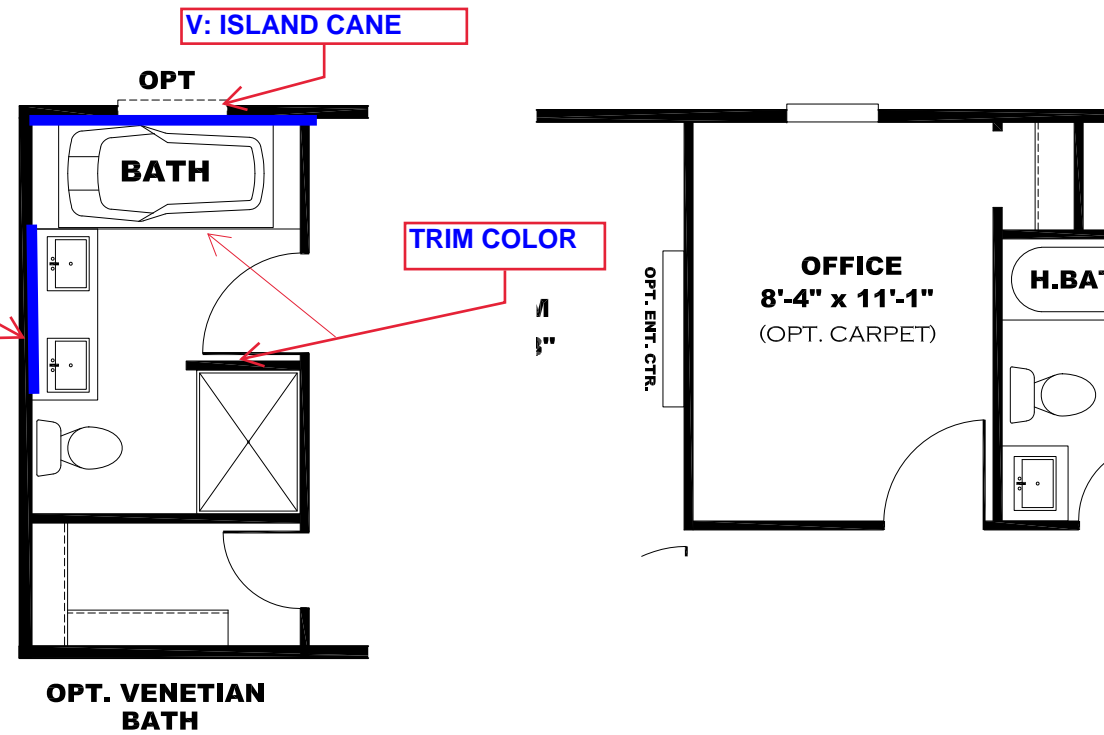 V: ISLAND CANE
OPT
BATH
TRIM COLOR
OPT. VENETIAN
BATH
OPT. ENT. CTR.
OFFICE
8'-4" x 11'-1"
(OPT. CARPET)